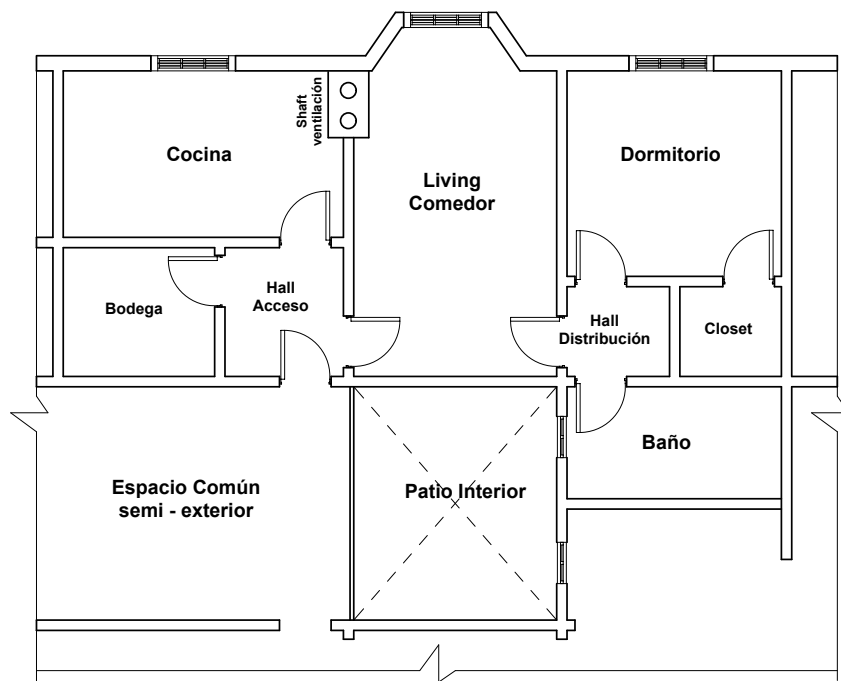 Shaft
ventilación
Cocina
Living
Comedor
Dormitorio
Bodega
Hall
Acceso
Hall
Distribución
Closet
Baño
Espacio Común
semi - exterior
Patio Interior